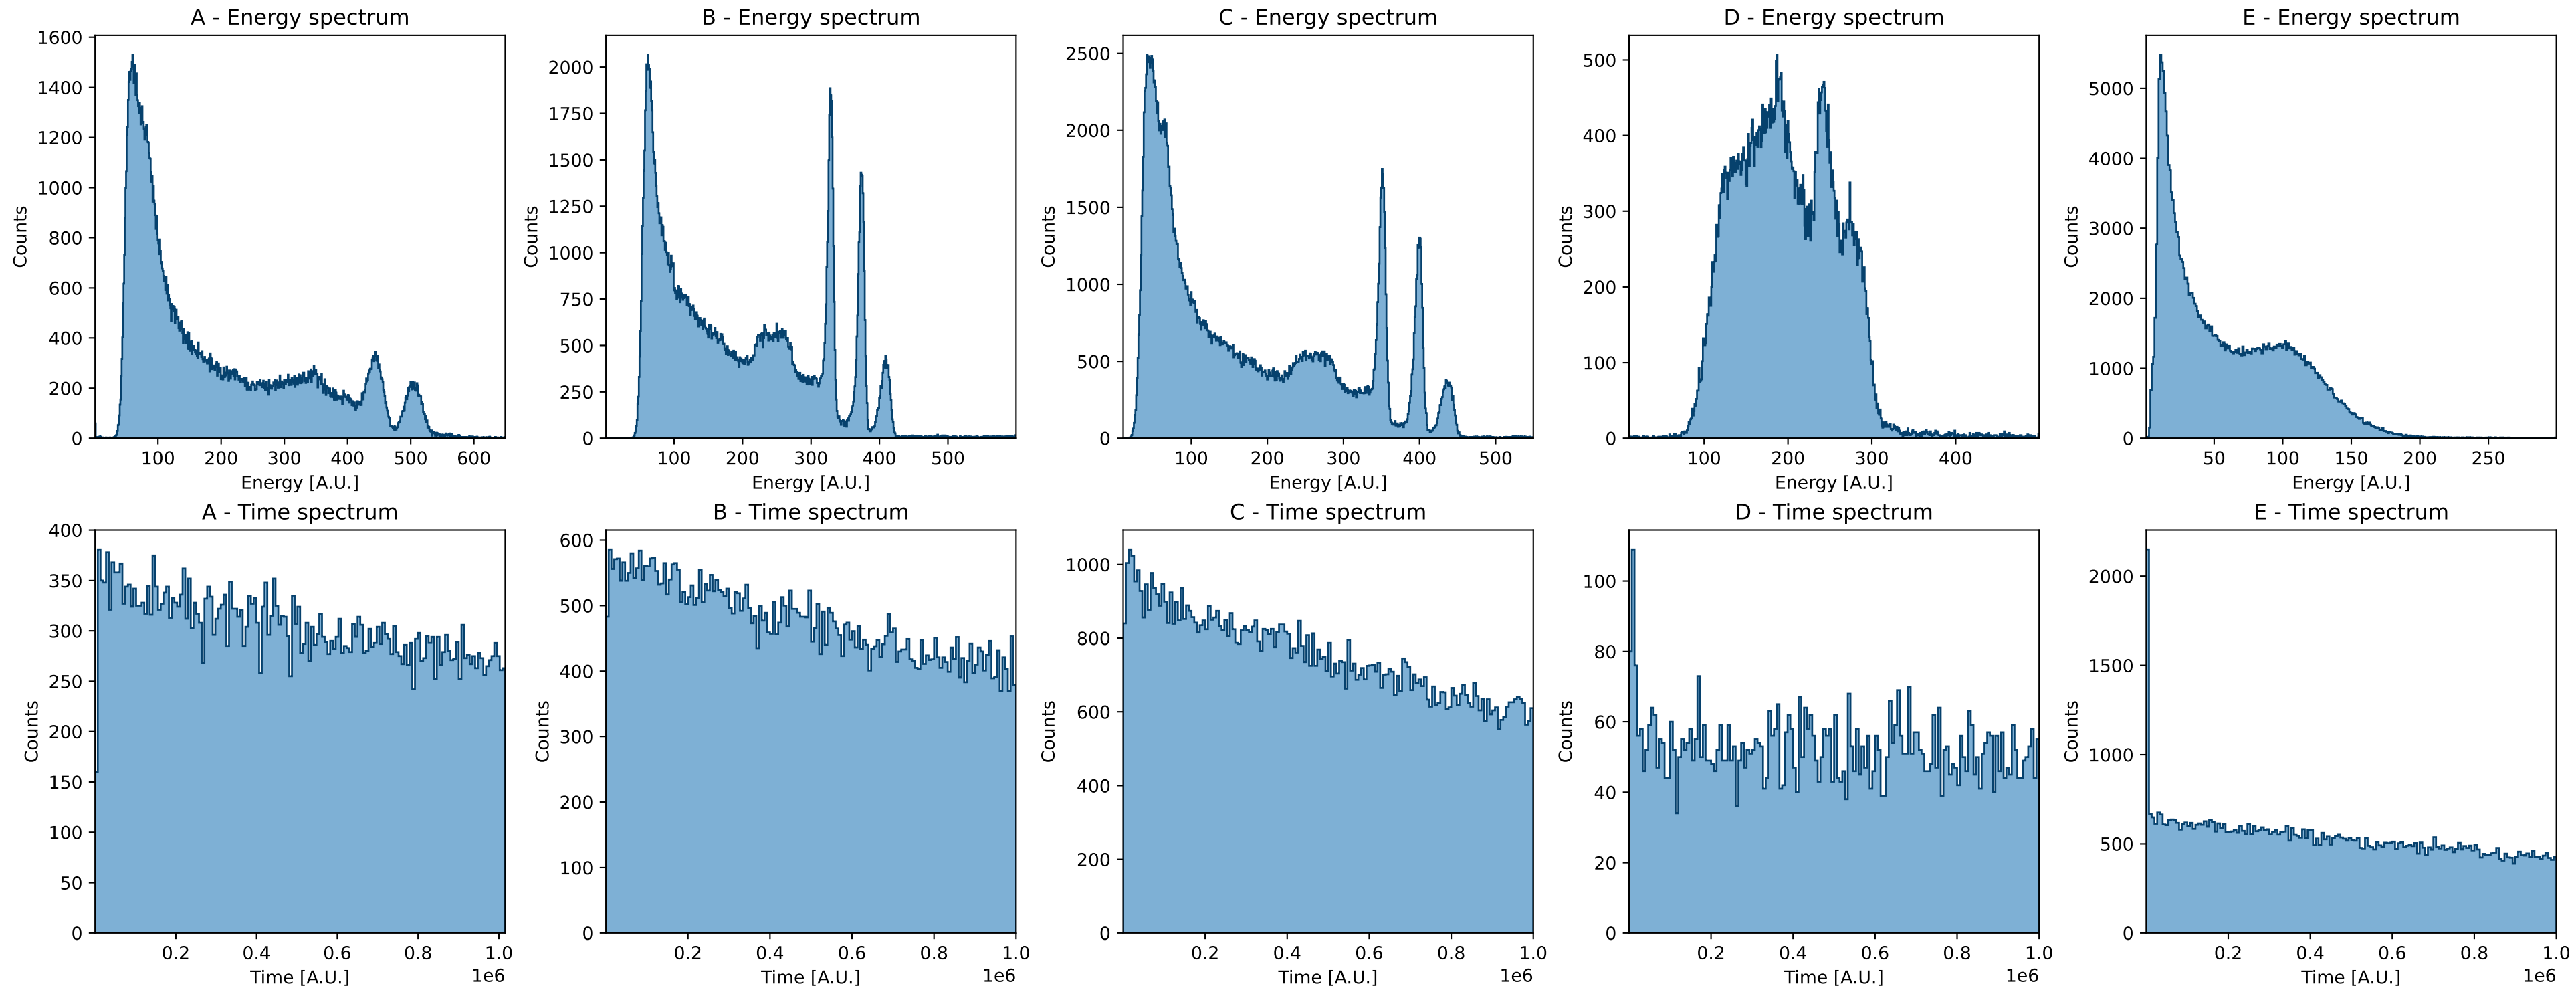 A - Energy spectrum
1600
1400
1200
1000
800
600
400
200
0
Counts
100 200 300 400 500 600
Energy [A.U.]
B - Energy spectrum
2000
1750
1500
1250
1000
750
500
250
0
Counts
100 200 300 400 500
Energy [A.U.]
C - Energy spectrum
2500
2000
1500
1000
500
0
Counts
100 200 300 400 500
Energy [A.U.]
D - Energy spectrum
500
400
300
200
100
0
Counts
100 200 300 400
Energy [A.U.]
E - Energy spectrum
5000
4000
3000
2000
1000
0
Counts
50 100 150 200 250
Energy [A.U.]
A - Time spectrum
400
350
300
250
200
150
100
50
0
Counts
0.2 0.4 0.6 0.8 1.0
Time [A.U.] 1e6
B - Time spectrum
600
500
400
300
200
100
0
Counts
0.2 0.4 0.6 0.8 1.0
Time [A.U.] 1e6
C - Time spectrum
1000
800
600
400
200
0
Counts
0.2 0.4 0.6 0.8 1.0
Time [A.U.] 1e6
D - Time spectrum
100
80
60
40
20
0
Counts
0.2 0.4 0.6 0.8 1.0
Time [A.U.] 1e6
E - Time spectrum
2000
1500
1000
500
0
Counts
0.2 0.4 0.6 0.8 1.0
Time [A.U.] 1e6